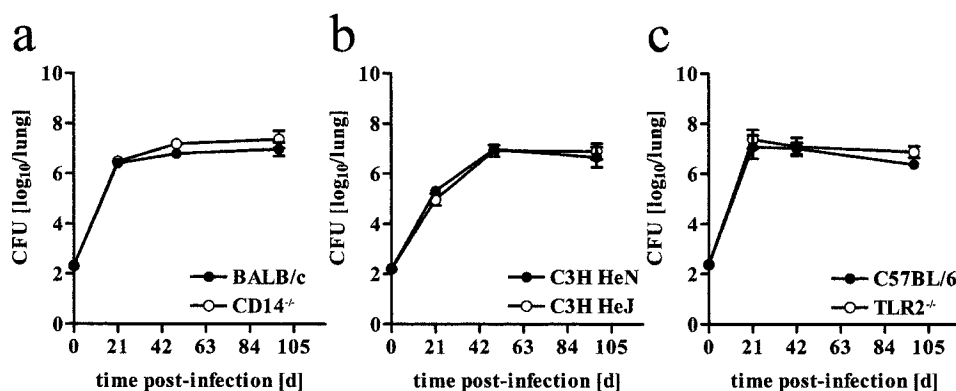 a
CFU [log10/lung]
10
8
6
4
2
0
0 21 42 63 84 105
time post-infection [d]
BALB/c
CD14-/-
b
CFU [log10/lung]
10
8
6
4
2
0
0 21 42 63 84 105
time post-infection [d]
C3H HeN
C3H HeJ
c
CFU [log10/lung]
10
8
6
4
2
0
0 21 42 63 84 105
time post-infection [d]
C57BL/6
TLR2-/-